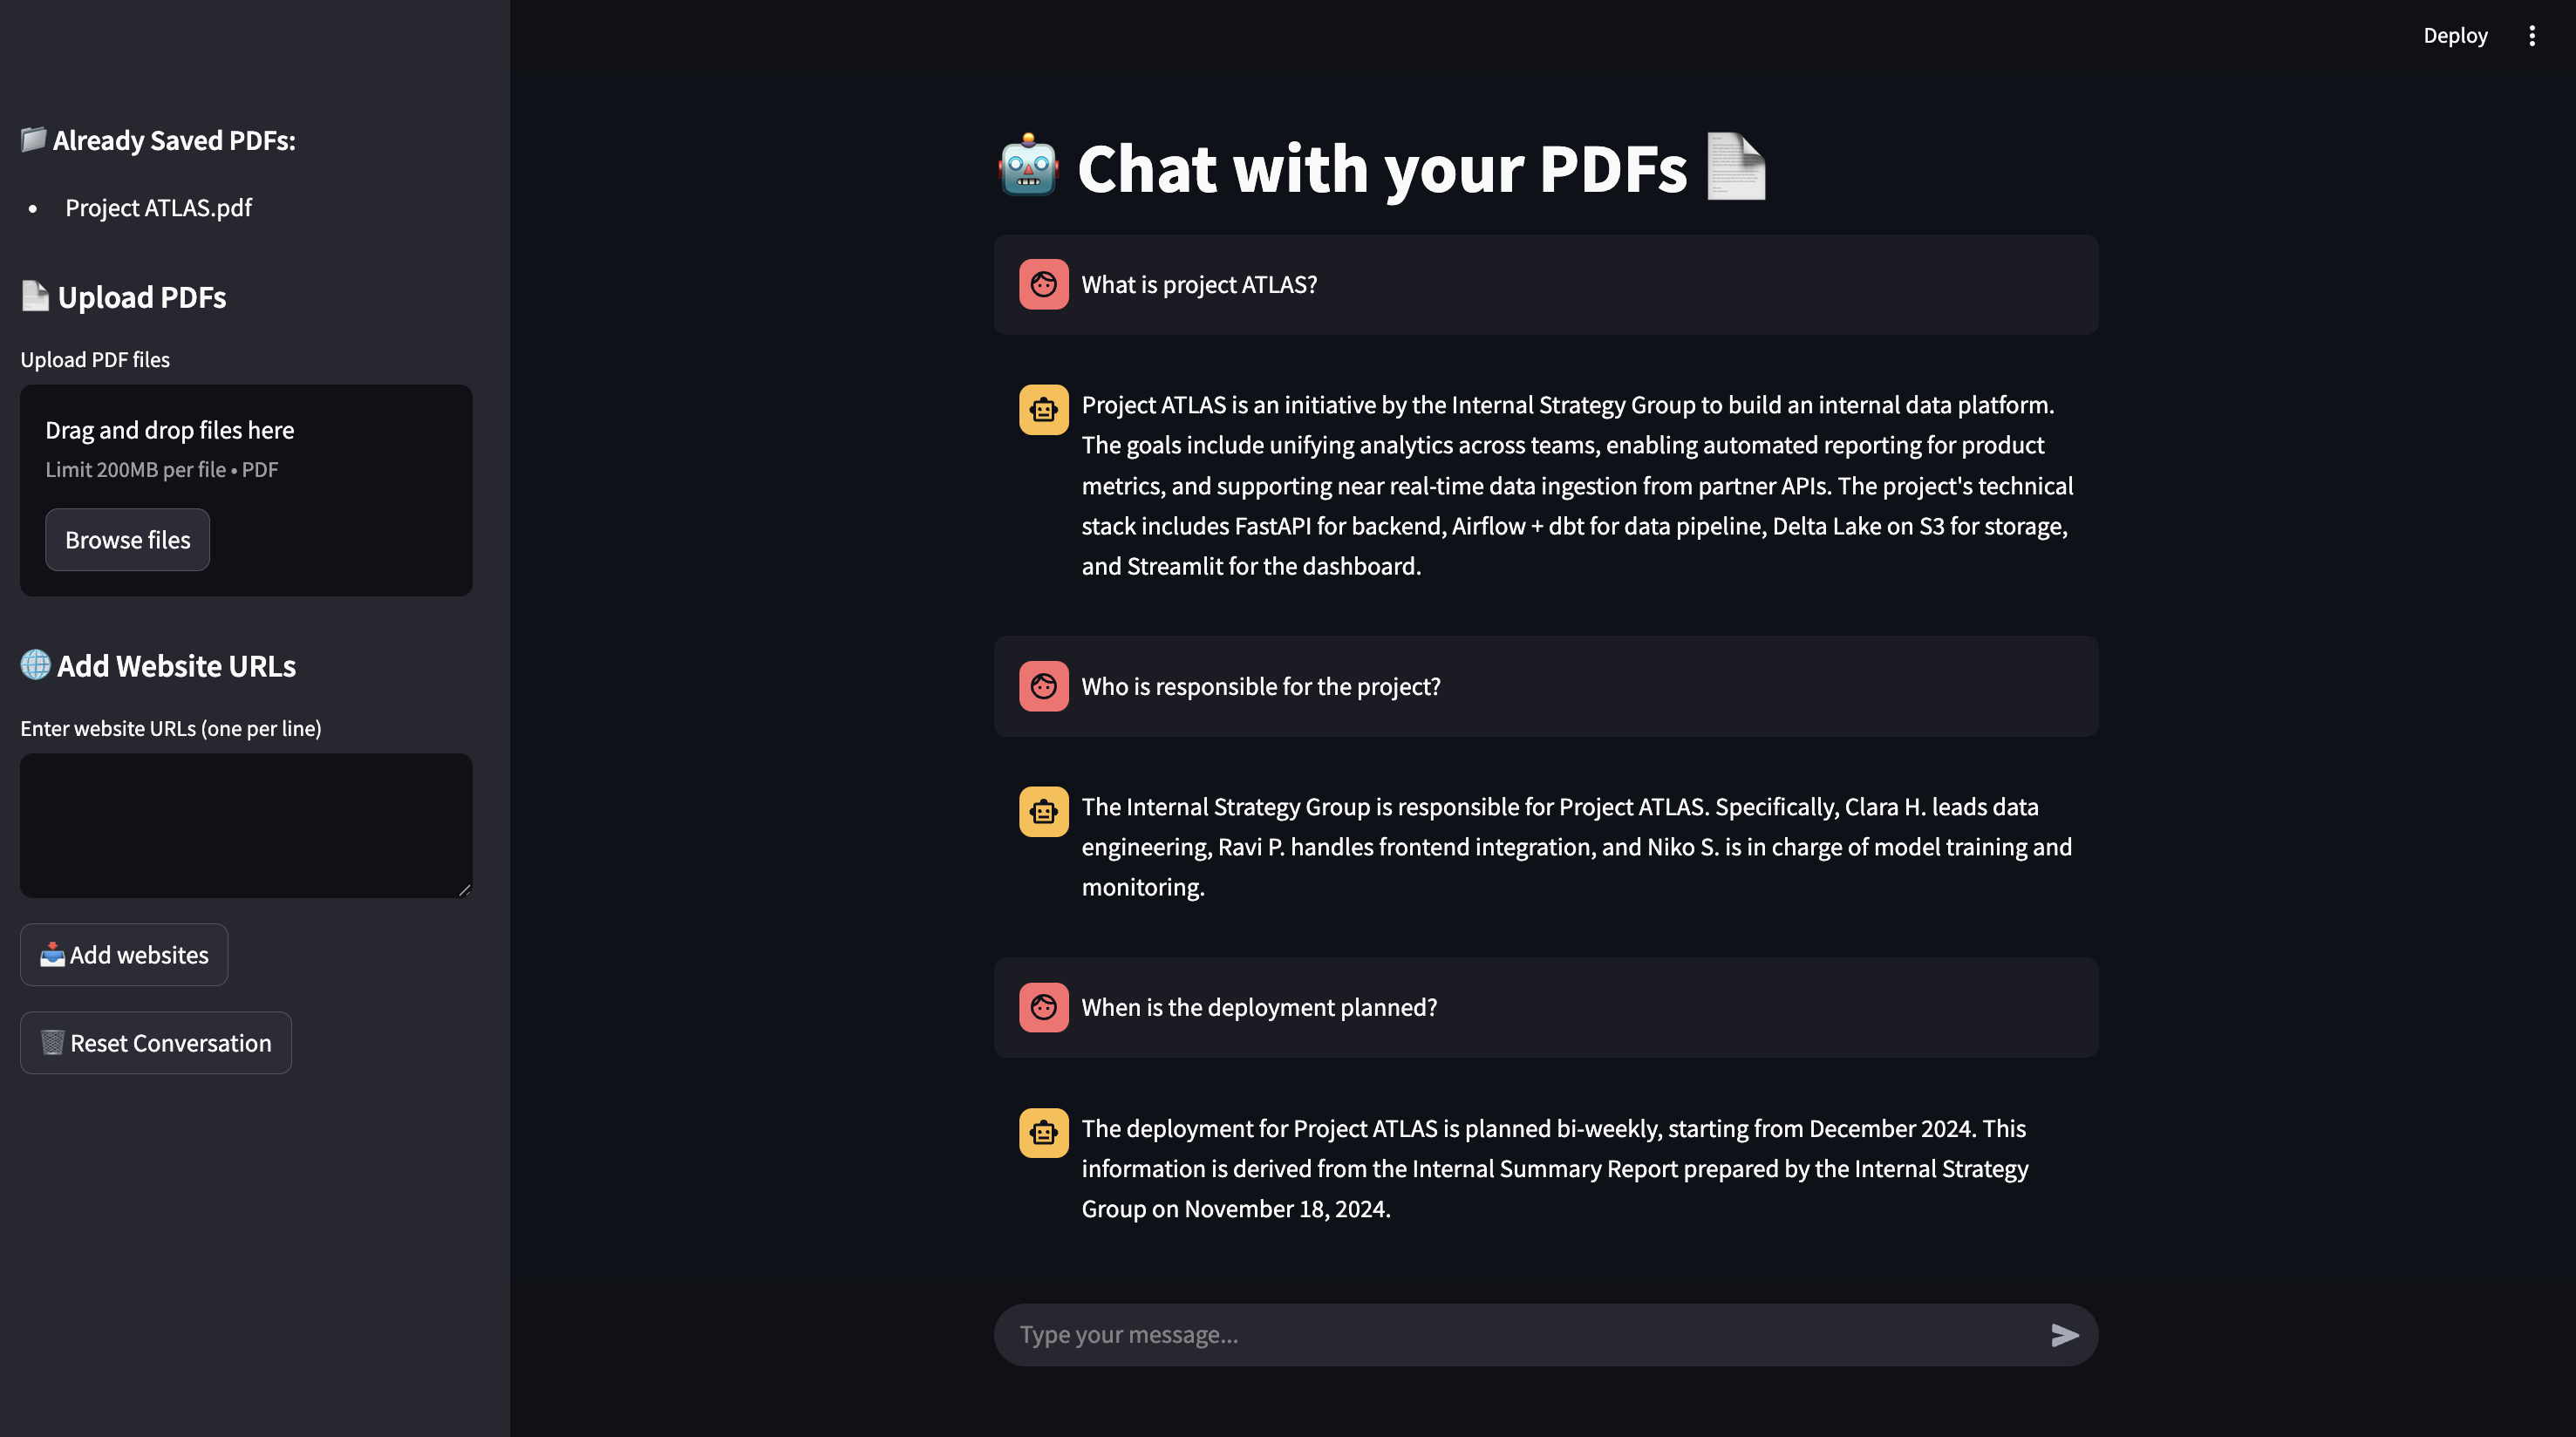 Deploy
Already Saved PDFs:
• Project ATLAS.pdf
Upload PDFs
Upload PDF files
Drag and drop files here
Limit 200MB per file • PDF
Browse files
Add Website URLs
Enter website URLs (one per line)
Add websites
Reset Conversation
Chat with your PDFs
What is project ATLAS?
Project ATLAS is an initiative by the Internal Strategy Group to build an internal data platform.
The goals include unifying analytics across teams, enabling automated reporting for product
metrics, and supporting near real-time data ingestion from partner APIs. The project's technical
stack includes FastAPI for backend, Airflow + dbt for data pipeline, Delta Lake on S3 for storage,
and Streamlit for the dashboard.
Who is responsible for the project?
The Internal Strategy Group is responsible for Project ATLAS. Specifically, Clara H. leads data
engineering, Ravi P. handles frontend integration, and Niko S. is in charge of model training and
monitoring.
When is the deployment planned?
The deployment for Project ATLAS is planned bi-weekly, starting from December 2024. This
information is derived from the Internal Summary Report prepared by the Internal Strategy
Group on November 18, 2024.
Type your message...